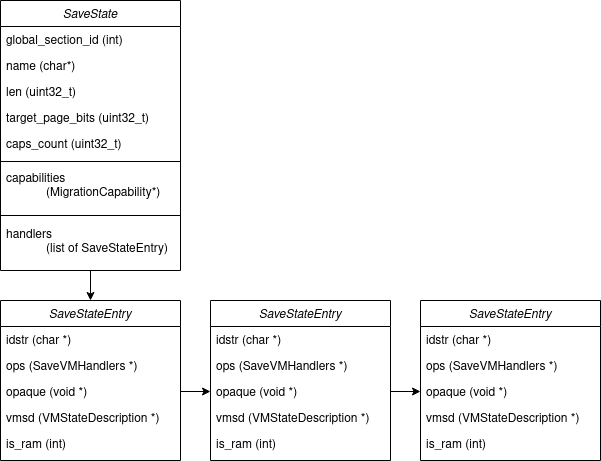 SaveState
global_section_id (int)
name (char*)
len (uint32_t)
target_page_bits (uint32_t)
caps_count (uint32_t)
capabilities
(MigrationCapability*)
handlers
(list of SaveStateEntry)
SaveStateEntry
idstr (char *)
ops (SaveVMHandlers *)
opaque (void *)
vmsd (VMStateDescription *)
is_ram (int)
SaveStateEntry
idstr (char *)
ops (SaveVMHandlers *)
opaque (void *)
vmsd (VMStateDescription *)
is_ram (int)
SaveStateEntry
idstr (char *)
ops (SaveVMHandlers *)
opaque (void *)
vmsd (VMStateDescription *)
is_ram (int)